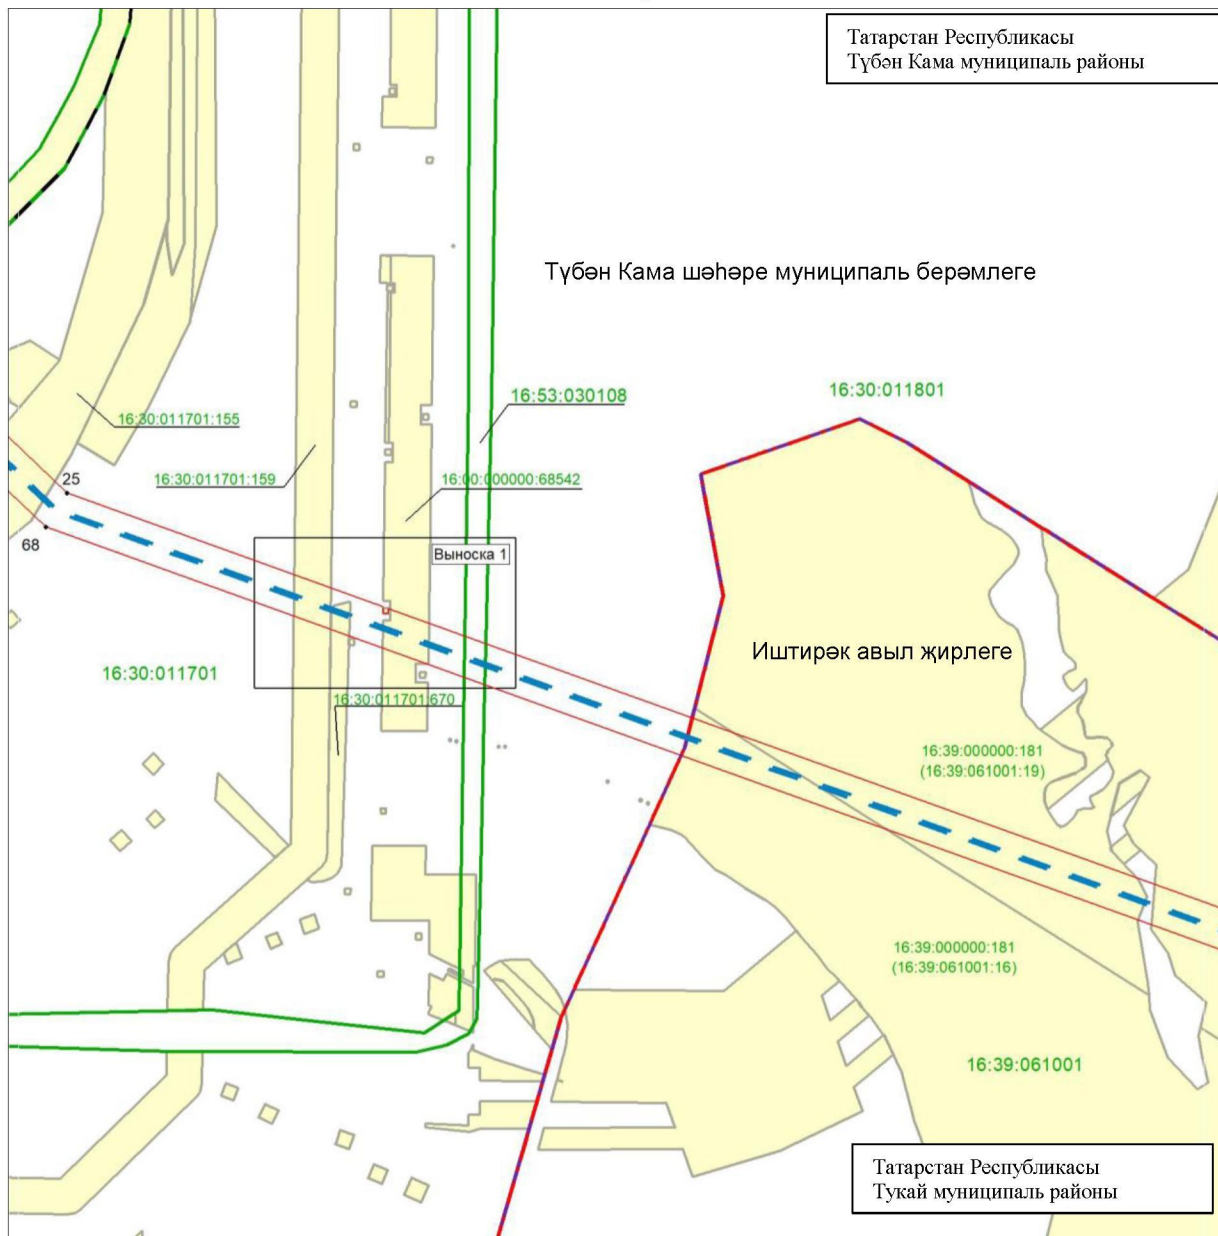 Татарстан Республикасы
Түбән Кама муниципаль районы
Түбән Кама шәһәре муниципаль берәмлеге
16:53:030108
16:30:011801
16:30:011701:155
25
16:30:011701:159
16:00:000000:68542
68
Выноска 1
16:30:011701
Иштирәк авыл җирлеге
16:30:011701:670
16:39:000000:181
(16:39:061001:19)
16:39:000000:181
(16:39:061001:16)
16:39:061001
Татарстан Республикасы
Тукай муниципаль районы